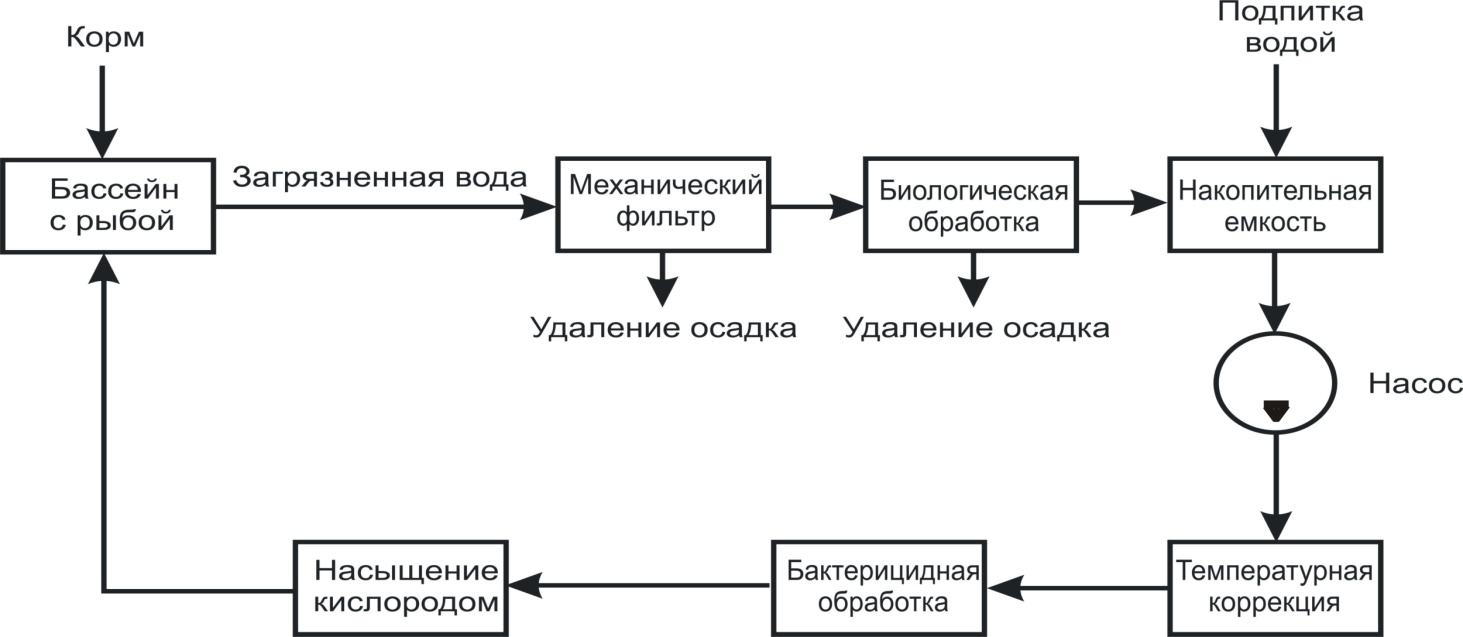 Корм
Подпитка
водой
Бассейн
с рыбой
Загрязненная вода
Механический
фильтр
Биологическая
обработка
Накопительная
емкость
Удаление осадка
Удаление осадка
Насос
Насыщение
кислородом
Бактерицидная
обработка
Температурная
коррекция